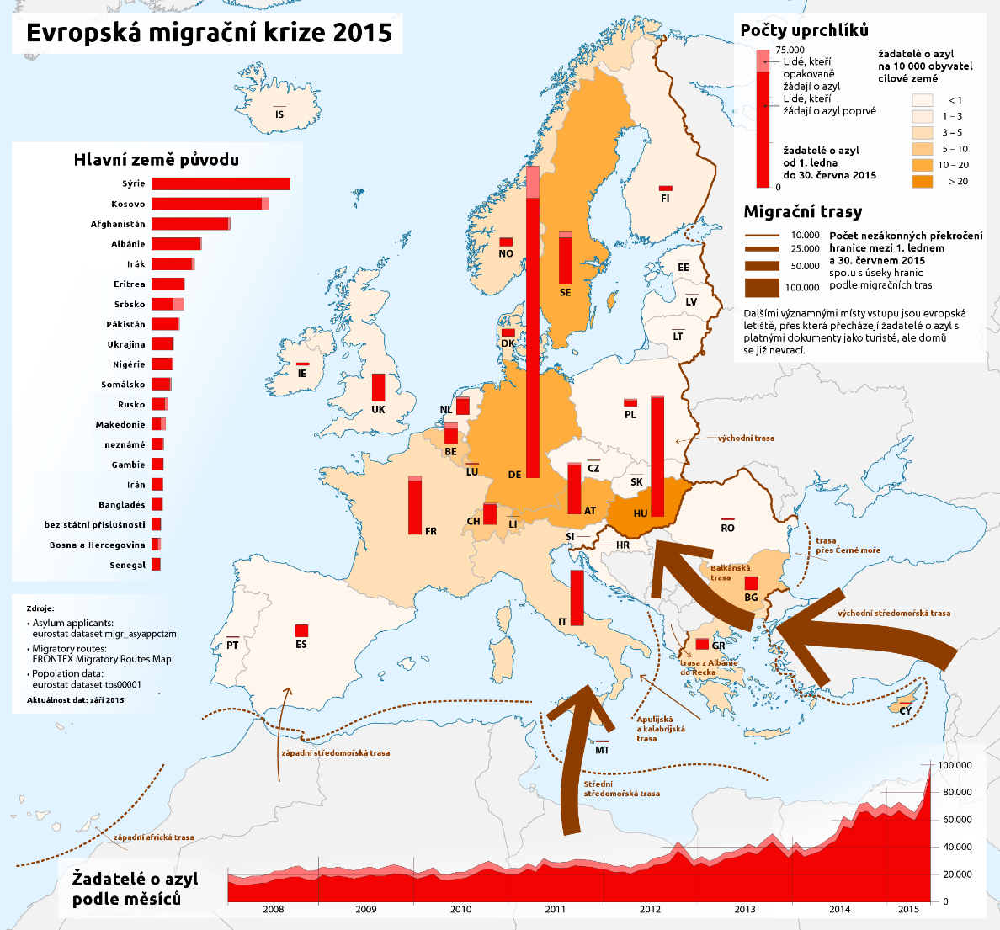 Evropská migrační krize 2015
Počty uprchlíků
75.000
Lidé, kteří
opakovaně
žádají o azyl
Lidé, kteří
žádají o azyl poprvé
žadatelé o azyl
od 1. ledna
do 30. června 2015
0
žadatelé o azyl
na 10 000 obyvatel
cílové země
< 1
1 – 3
3 – 5
5 – 10
10 – 20
> 20
Migrační trasy
10.000
25.000
50.000
100.000
Počet nezákonných překročení
hranice mezi 1. lednem
a 30. červnem 2015
spolu s úseky hranic
podle migračních tras
Dalšími významnými místy vstupu jsou evropská
letiště, přes která přecházejí žadatelé o azyl s
platnými dokumenty jako turisté, ale domů
se již nevrací.
Hlavní země původu
Sýrie
Kosovo
Afghanistán
Albánie
Irák
Eritrea
Srbsko
Pákistán
Ukrajina
Nigérie
Somálsko
Rusko
Makedonie
neznámé
Gambie
Irán
Bangladéš
bez státní příslušnosti
Bosna a Hercegovina
Senegal
Zdroje:
• Asylum applicants:
eurostat dataset migr_asyappctzm
• Migratory routes:
FRONTEX Migratory Routes Map
• Popolation data:
eurostat dataset tps00001
Aktuálnost dat: září 2015
IS
FI
NO
SE
EE
LV
LT
DK
IE
UK
NL
PL
BE
LU
DE
CZ
SK
FR
CH
LI
AT
HU
SI
HR
RO
BG
IT
PT
ES
GR
MT
CY
východní trasa
trasa
přes Černé moře
Balkánská
trasa
východní středomořská trasa
trasa z Albánie
do Řecka
Apulijská
a kalabrijská
trasa
Střední
středomořská trasa
západní středomořská trasa
západní africká trasa
Žadatelé o azyl
podle měsíců
100.000
80.000
60.000
40.000
20.000
0
2008
2009
2010
2011
2012
2013
2014
2015